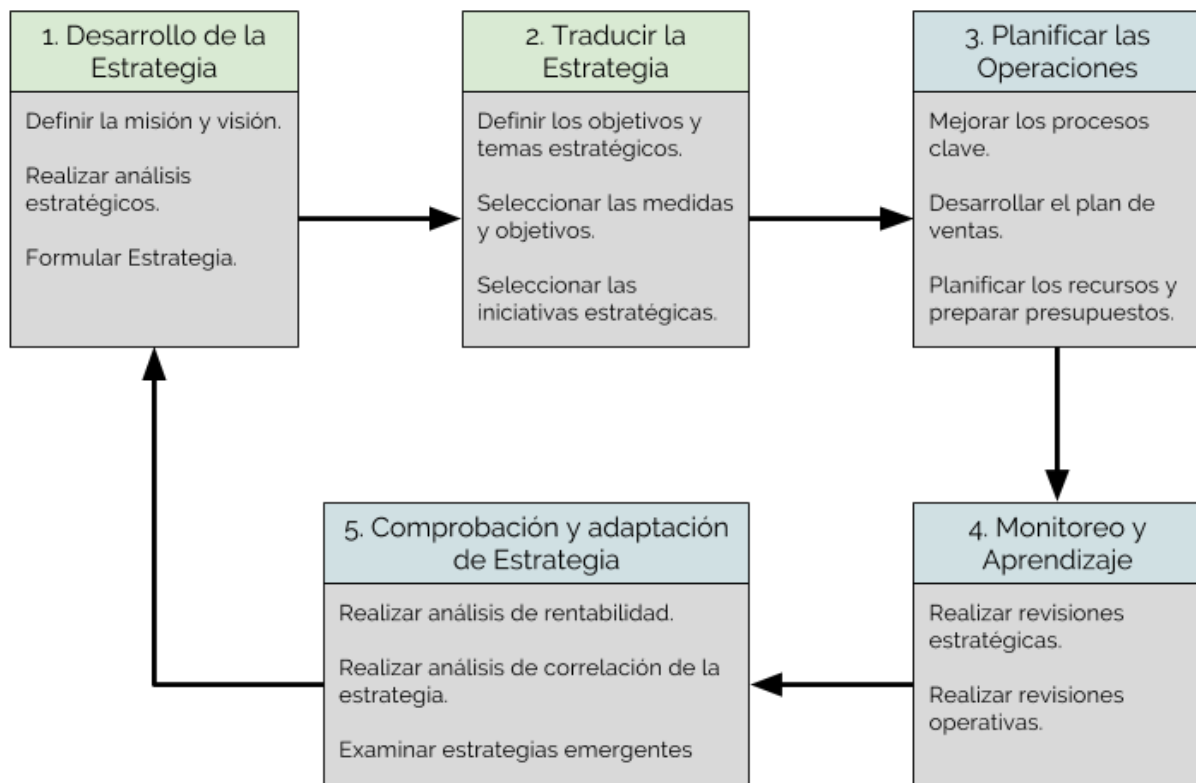 1. Desarrollo de la
Estrategia
Definir la misión y visión.
Realizar análisis
estratégicos.
Formular Estrategia.
2. Traducir la
Estrategia
Definir los objetivos y
temas estratégicos.
Seleccionar las medidas
y objetivos.
Seleccionar las
iniciativas estratégicas.
3. Planificar las
Operaciones
Mejorar los procesos
clave.
Desarrollar el plan de
ventas.
Planificar los recursos y
preparar presupuestos.
4. Monitoreo y
Aprendizaje
Realizar revisiones
estratégicas.
Realizar revisiones
operativas.
5. Comprobación y adaptación
de Estrategia
Realizar análisis de rentabilidad.
Realizar análisis de correlación de la
estrategia.
Examinar estrategias emergentes